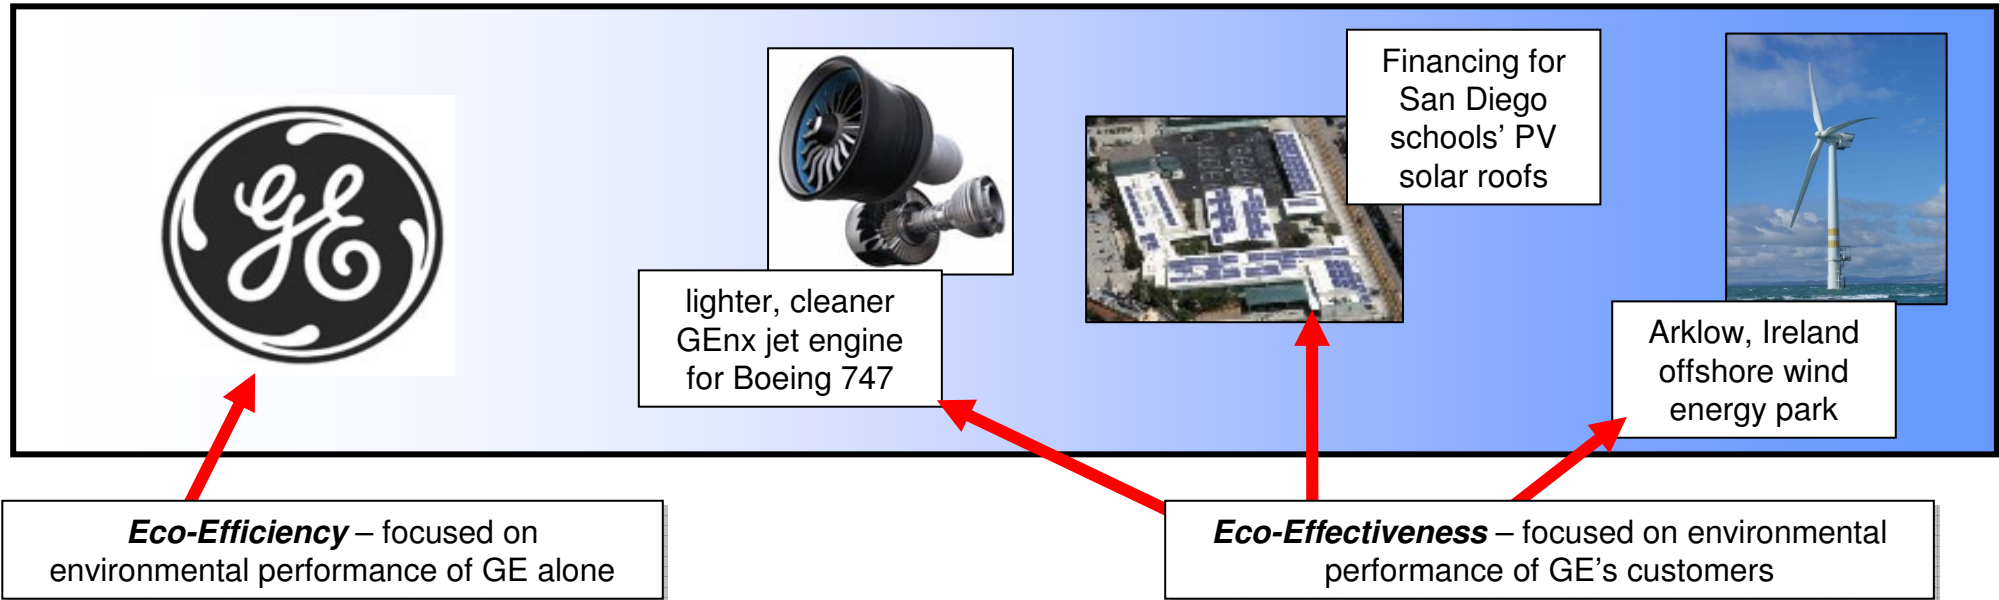 GE
lighter, cleaner
GEnx jet engine
for Boeing 747
Financing for
San Diego
schools’ PV
solar roofs
Arklow, Ireland
offshore wind
energy park
Eco-Efficiency – focused on
environmental performance of GE alone
Eco-Effectiveness – focused on environmental
performance of GE’s customers